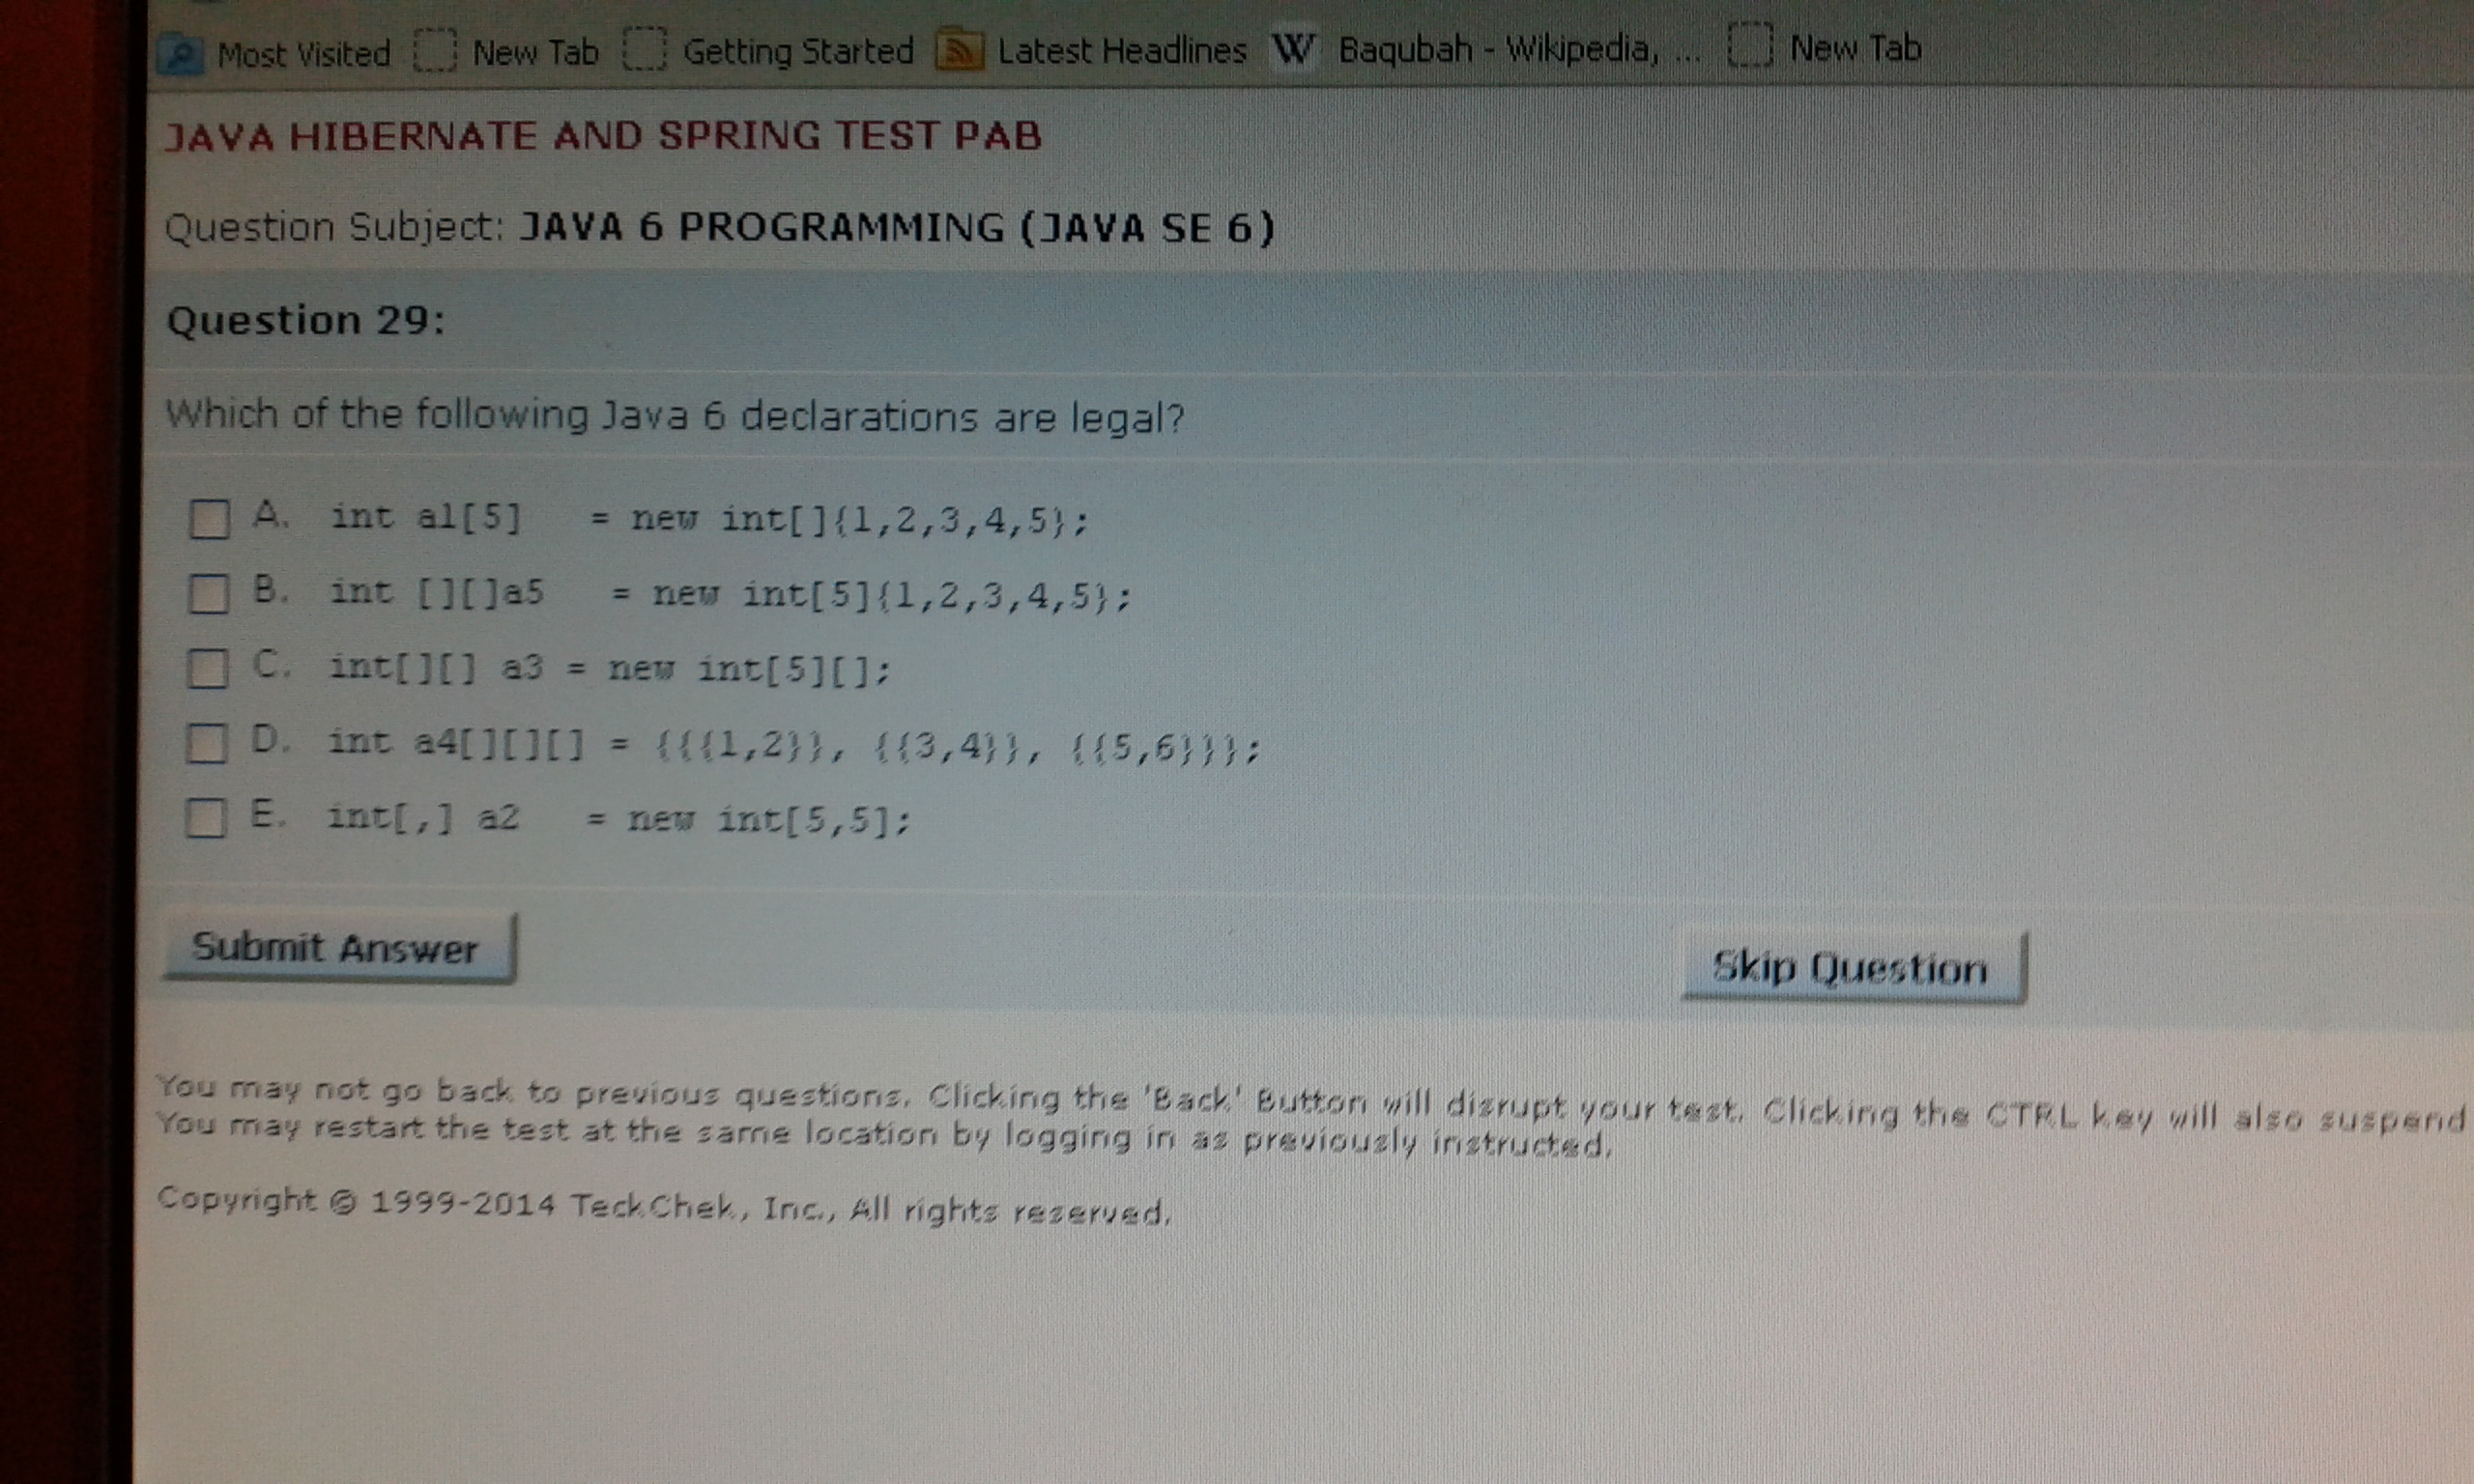 Most Visited New Tab Getting Started Latest Headlines W Baqubah - Wikipedia, ... New Tab
JAVA HIBERNATE AND SPRING TEST PAB
Question Subject: JAVA 6 PROGRAMMING (JAVA SE 6)
Question 29:
Which of the following Java 6 declarations are legal?
A. int a1[5] = new int[]{1,2,3,4,5};
B. int [][]a5 = new int[5]{1,2,3,4,5};
C. int[][] a3 = new int[5][];
D. int a4[][][] = {{{1,2}}, {{3,4}}, {{5,6}}};
E. int[,] a2 = new int[5,5];
Submit Answer Skip Question
You may not go back to previous questions. Clicking the 'Back' Button will disrupt your test. Clicking the CTRL key will also suspend
You may restart the test at the same location by logging in as previously instructed.
Copyright © 1999-2014 TeckChek, Inc., All rights reserved.